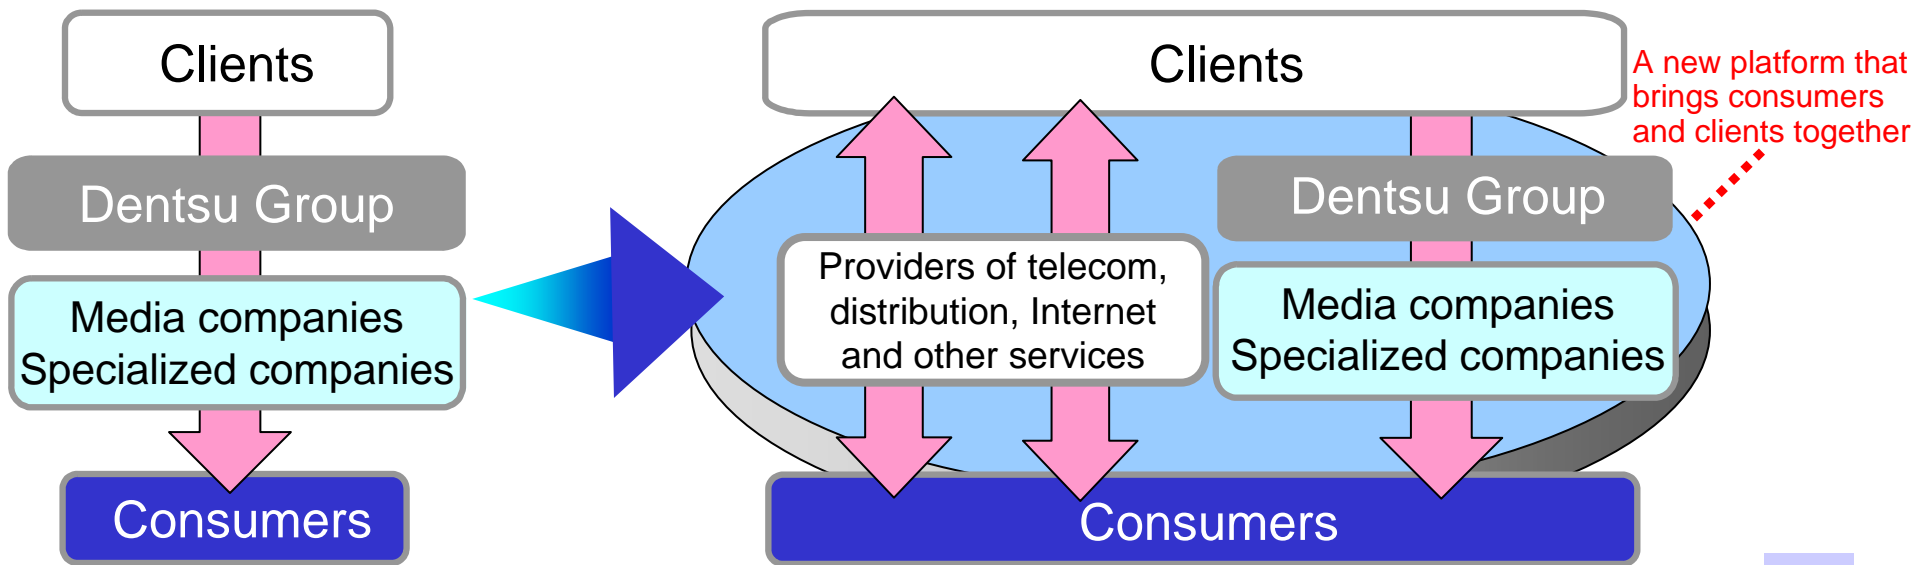 Clients
Dentsu Group
Media companies
Specialized companies
Consumers
Clients
A new platform that
brings consumers
and clients together
Dentsu Group
Providers of telecom,
distribution, Internet
and other services
Media companies
Specialized companies
Consumers